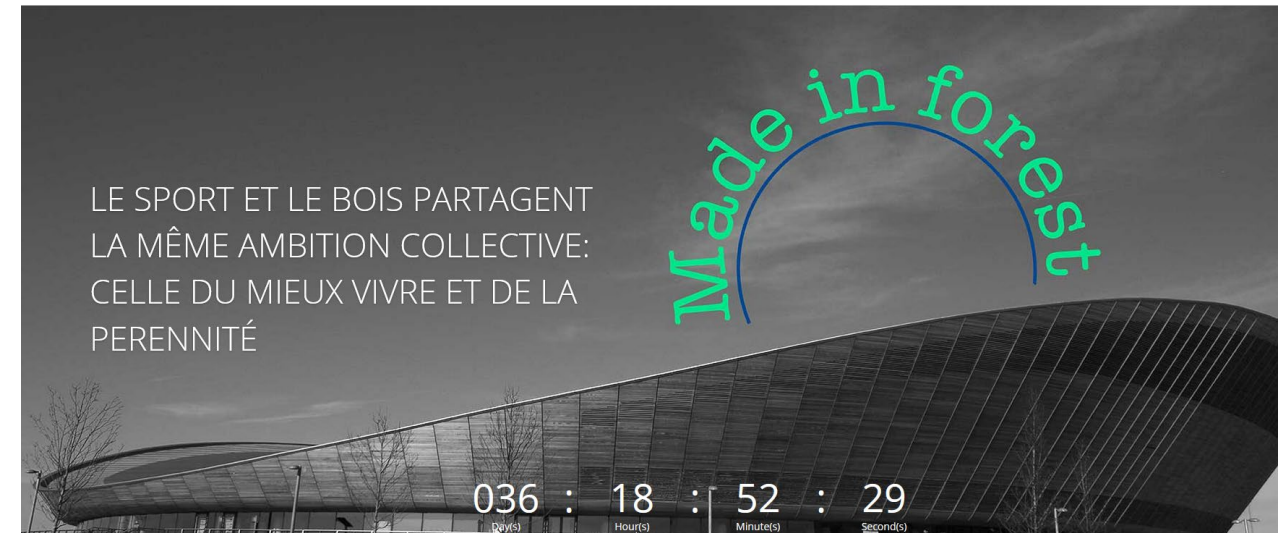 Made in forest
LE SPORT ET LE BOIS PARTAGENT
LA MÊME AMBITION COLLECTIVE:
CELLE DU MIEUX VIVRE ET DE LA
PERENNITÉ
036 : 18 : 52 : 29
Day(s) Hour(s) Minute(s) Second(s)